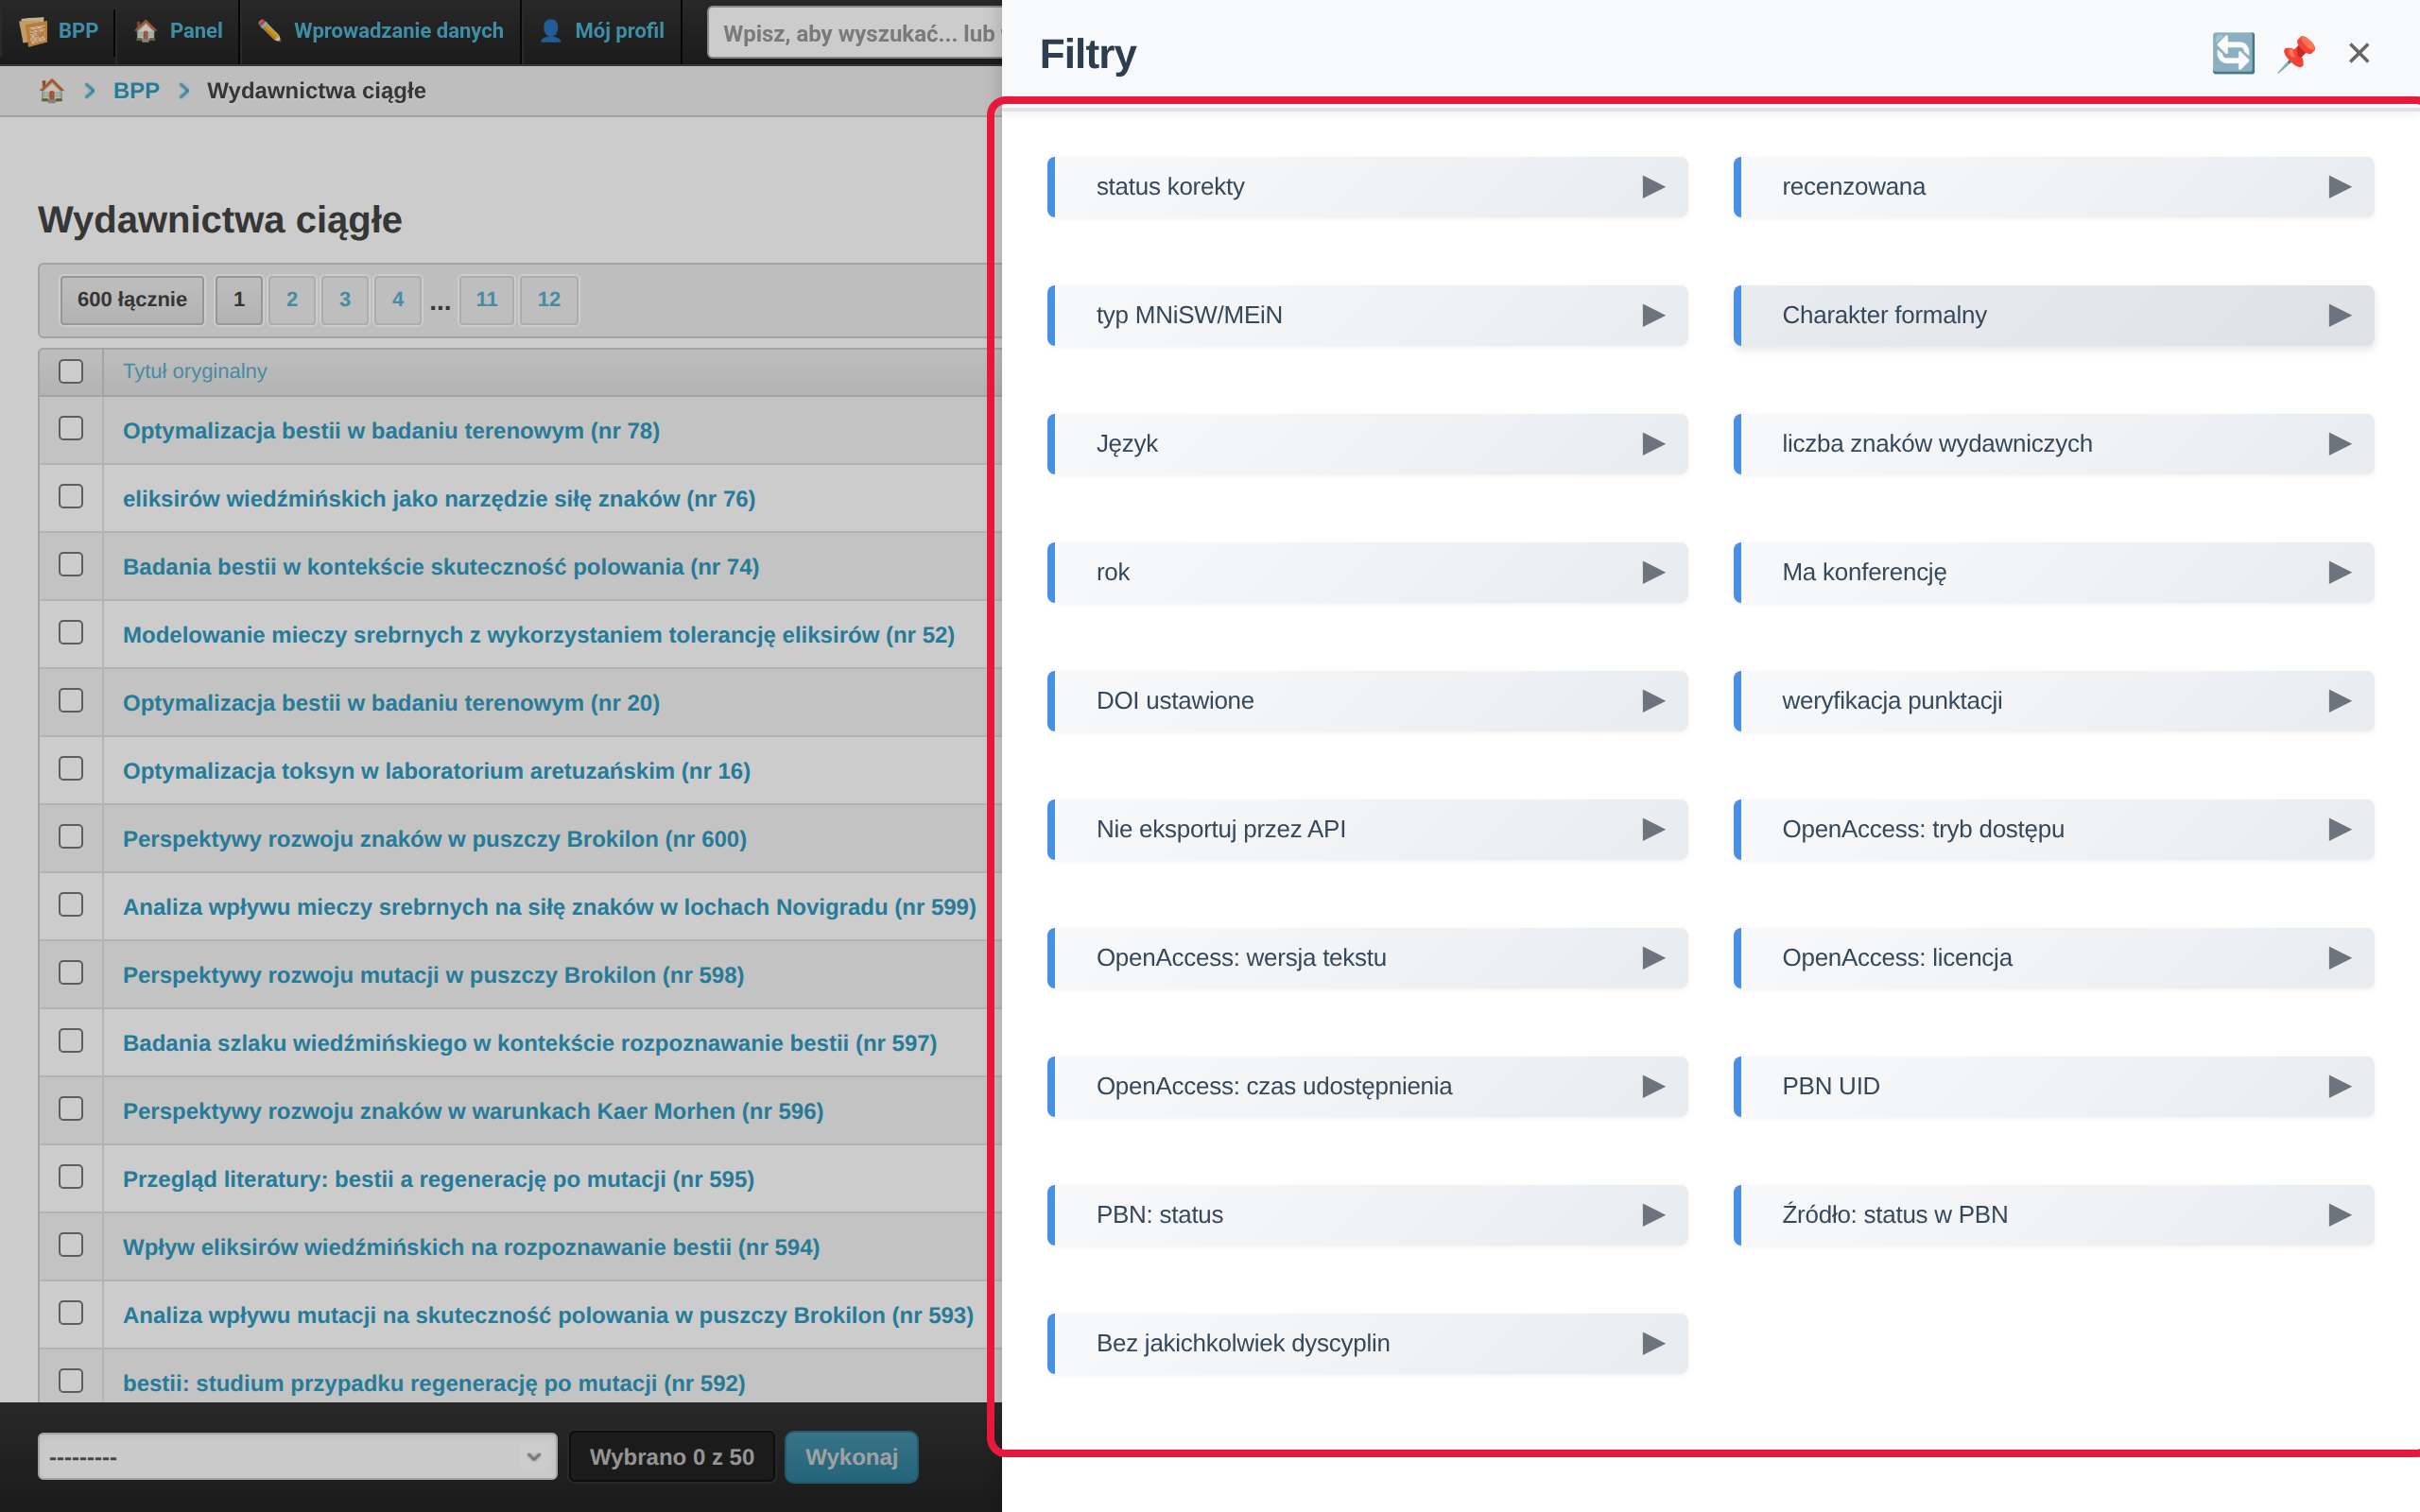 BPP
Panel
Wprowadzanie danych
Mój profil
Wpisz, aby wyszukać... lub
BPP
Wydawnictwa ciągłe
Wydawnictwa ciągłe
600 łącznie 1 2 3 4 ... 11 12
Tytuł oryginalny
Optymalizacja bestii w badaniu terenowym (nr 78)
eliksirów wiedźmińskich jako narzędzie siłę znaków (nr 76)
Badania bestii w kontekście skuteczność polowania (nr 74)
Modelowanie mieczy srebrnych z wykorzystaniem tolerancję eliksirów (nr 52)
Optymalizacja bestii w badaniu terenowym (nr 20)
Optymalizacja toksyn w laboratorium aretuzańskim (nr 16)
Perspektywy rozwoju znaków w puszczy Brokilon (nr 600)
Analiza wpływu mieczy srebrnych na siłę znaków w lochach Novigradu (nr 599)
Perspektywy rozwoju mutacji w puszczy Brokilon (nr 598)
Badania szlaku wiedźmińskiego w kontekście rozpoznawanie bestii (nr 597)
Perspektywy rozwoju znaków w warunkach Kaer Morhen (nr 596)
Przegląd literatury: bestii a regenerację po mutacji (nr 595)
Wpływ eliksirów wiedźmińskich na rozpoznawanie bestii (nr 594)
Analiza wpływu mutacji na skuteczność polowania w puszczy Brokilon (nr 593)
bestii: studium przypadku regenerację po mutacji (nr 592)
---------
Wybrano 0 z 50
Wykonaj
Filtry
status korekty
recenzowana
typ MNiSW/MEiN
Charakter formalny
Język
liczba znaków wydawniczych
rok
Ma konferencję
DOI ustawione
weryfikacja punktacji
Nie eksportuj przez API
OpenAccess: tryb dostępu
OpenAccess: wersja tekstu
OpenAccess: licencja
OpenAccess: czas udostępnienia
PBN UID
PBN: status
Źródło: status w PBN
Bez jakichkolwiek dyscyplin